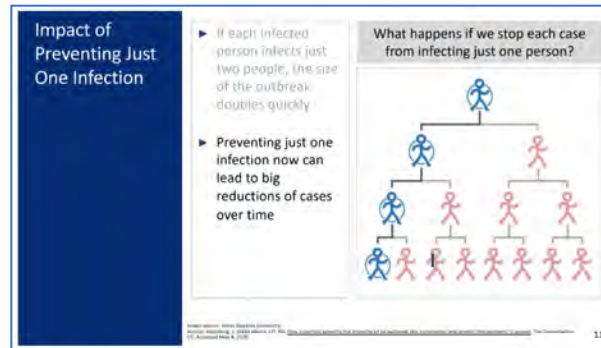 Impact of
Preventing Just
One Infection
► If each infected
person infects just
two people, the size
of the outbreak
doubles quickly
► Preventing just one
infection now can
lead to big
reductions of cases
over time
What happens if we stop each case
from infecting just one person?